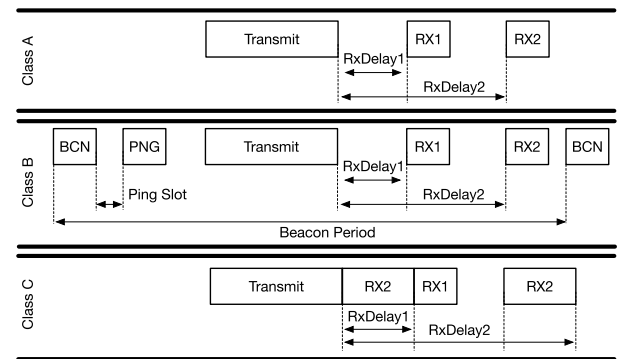 Class A
Transmit
RX1
RX2
RxDelay1
RxDelay2
Class B
BCN
PNG
Transmit
RX1
RX2
BCN
RxDelay1
Ping Slot
RxDelay2
Beacon Period
Class C
Transmit
RX2
RX1
RX2
RxDelay1
RxDelay2